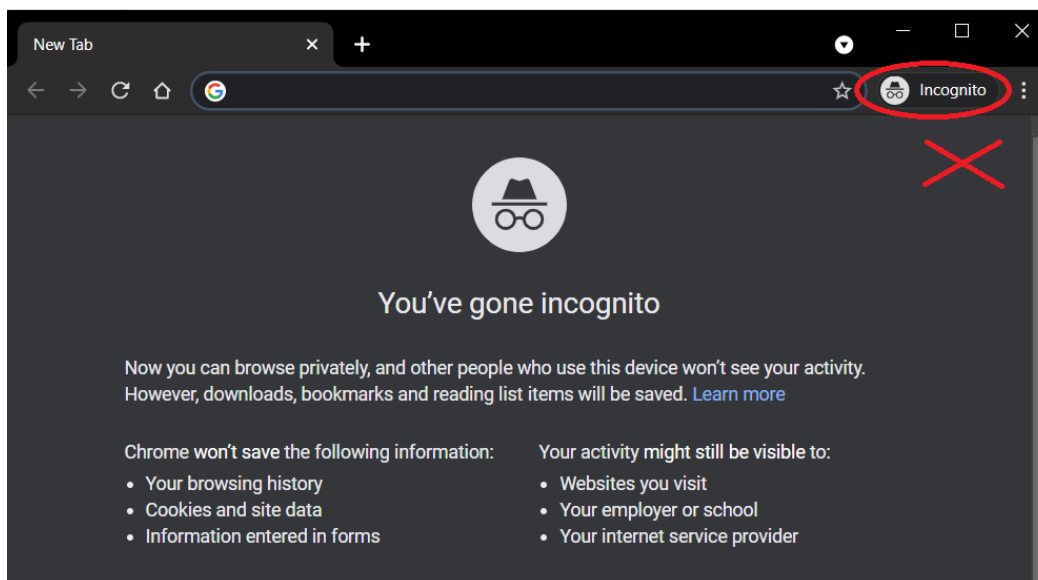 New Tab
Incognito
You've gone incognito
Now you can browse privately, and other people who use this device won't see your activity.
However, downloads, bookmarks and reading list items will be saved. Learn more
Chrome won't save the following information:
• Your browsing history
• Cookies and site data
• Information entered in forms
Your activity might still be visible to:
• Websites you visit
• Your employer or school
• Your internet service provider